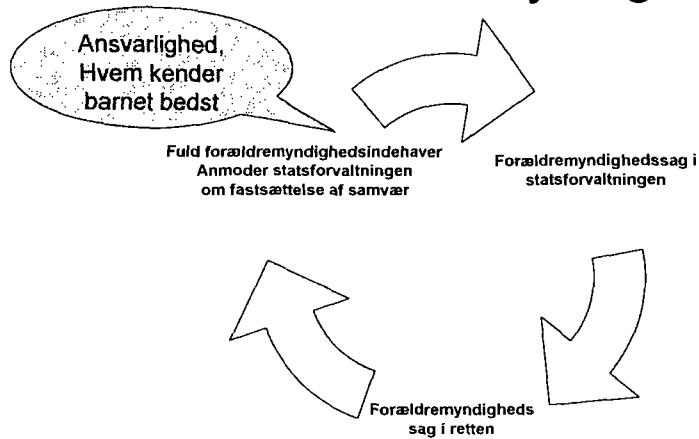 Ansvarlighed,
Hvem kender
barnet bedst
Fuld forældremyndighedsindehaver
Anmoder statsforvaltningen
om fastsættelse af samvær
Forældremyndighedssag i
statsforvaltningen
Forældremyndigheds
sag i retten